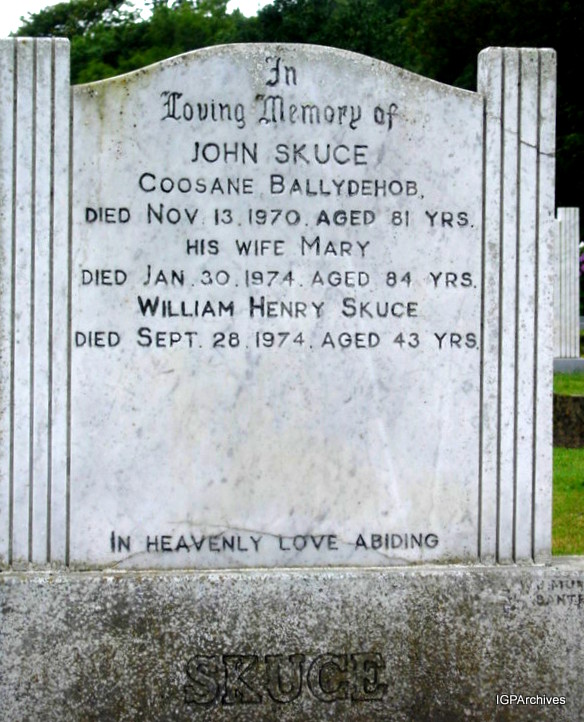 In
Loving Memory of
JOHN SKUCE
COOSANE BALLYDEHOB,
DIED NOV. 13. 1970. AGED 81 YRS.
HIS WIFE MARY
DIED JAN. 30. 1974. AGED 84 YRS.
WILLIAM HENRY SKUCE
DIED SEPT. 28. 1974. AGED 43 YRS.
IN HEAVENLY LOVE ABIDING
SKUCE
IGPArchives